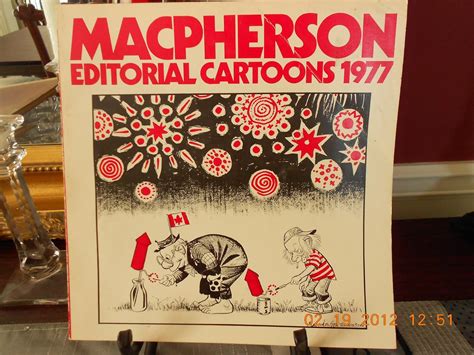 MACPHERSON
EDITORIAL CARTOONS 1977
02.19.2012 12:51